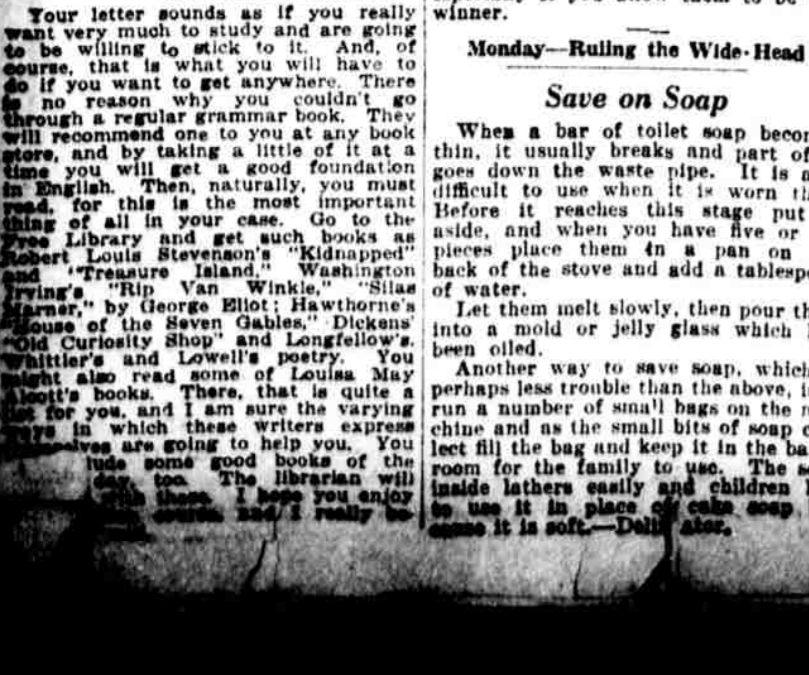 Your letter sounds as if you really
want very much to study and are going
to be willing to stick to it. And, of
course, that is what you will have to
do if you want to get anywhere. There
is no reason why you couldn't go
through a regular grammar book. They
will recommend one to you at any book
store, and by taking a little of it at a
time you will get a good foundation
in English. Then, naturally, you must
read, for this is the most important
thing of all in your case. Go to the
Free Library and get such books as
Robert Louis Stevenson's "Kidnapped"
and "Treasure Island," Washington
Irving's "Rip Van Winkle," "Silas
Marner," by George Eliot; Hawthorne's
"House of the Seven Gables," Dickens'
"Old Curiosity Shop" and Longfellow's,
Whittier's and Lowell's poetry. You
might also read some of Louisa May
Alcott's books. There, that is quite a
list for you, and I am sure the varying
ways in which these writers express
are going to help you. You
some good books of the
day, too. The librarian will
with these. I hope you enjoy
and I really be-
winner.
Monday—Ruling the Wide-Head
Save on Soap
When a bar of toilet soap becom
thin, it usually breaks and part of
goes down the waste pipe. It is a
difficult to use when it is worn th
Before it reaches this stage put
aside, and when you have five or
pieces place them in a pan on
back of the stove and add a tablespo
of water.
Let them melt slowly, then pour th
into a mold or jelly glass which
been oiled.
Another way to save soap, which
perhaps less trouble than the above, i
run a number of small bags on the m
chine and as the small bits of soap c
lect fill the bag and keep it in the ba
room for the family to use. The s
inside lathers easily and children l
to use it in place of cake soap
cause it is soft.—Deli ator.